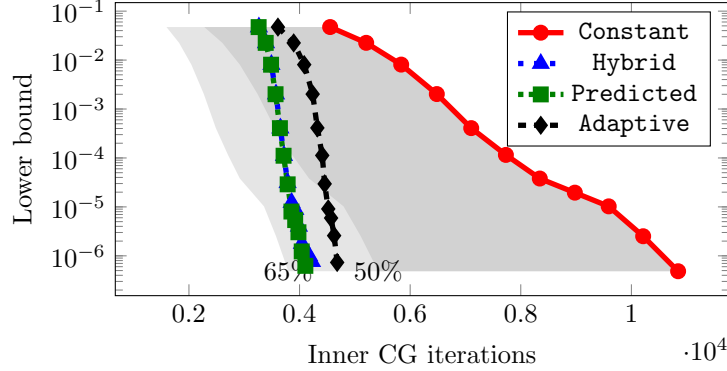 10^−1
10^−2
10^−3
10^−4
10^−5
10^−6
Lower bound
Constant
Hybrid
Predicted
Adaptive
65%
50%
0.2 0.4 0.6 0.8 1
·10^4
Inner CG iterations